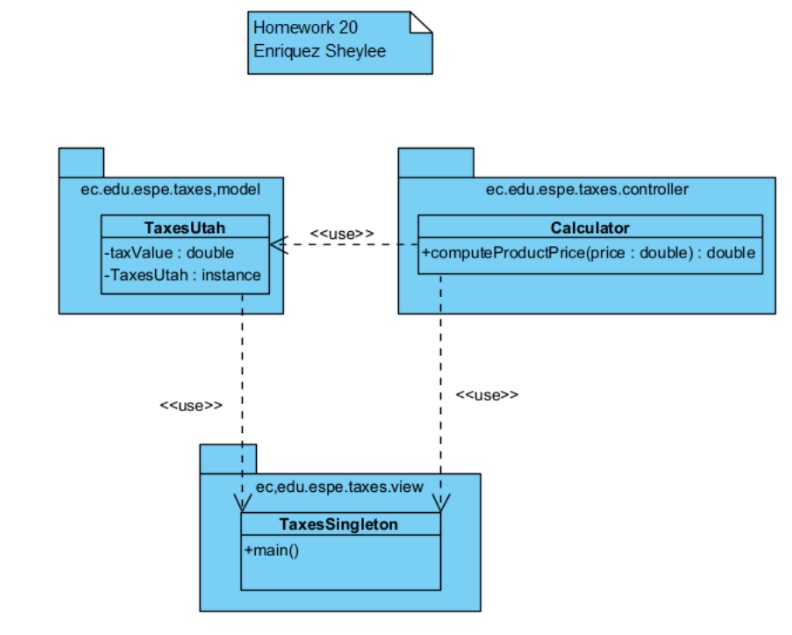 Homework 20
Enriquez Sheylee
ec.edu.espe.taxes,model
TaxesUtah
-taxValue : double
-TaxesUtah : instance
<<use>>
ec.edu.espe.taxes.controller
Calculator
+computeProductPrice(price : double) : double
<<use>>
<<use>>
ec,edu.espe.taxes.view
TaxesSingleton
+main()